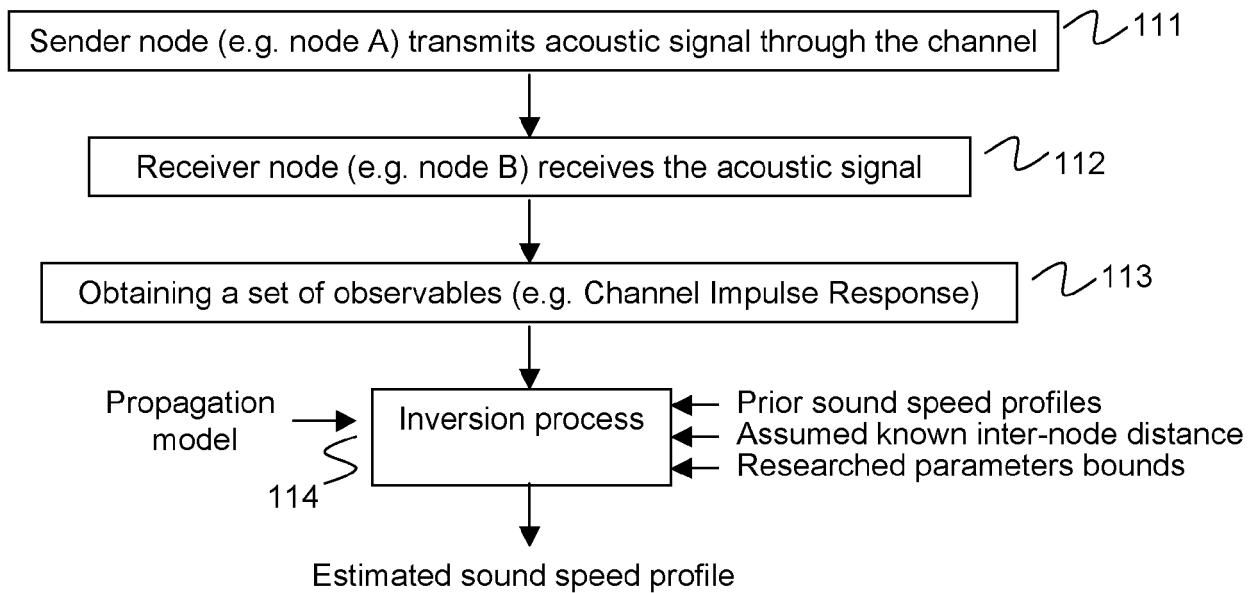 Sender node (e.g. node A) transmits acoustic signal through the channel
111
Receiver node (e.g. node B) receives the acoustic signal
112
Obtaining a set of observables (e.g. Channel Impulse Response)
113
Propagation
model
Inversion process
Prior sound speed profiles
Assumed known inter-node distance
Researched parameters bounds
114
Estimated sound speed profile